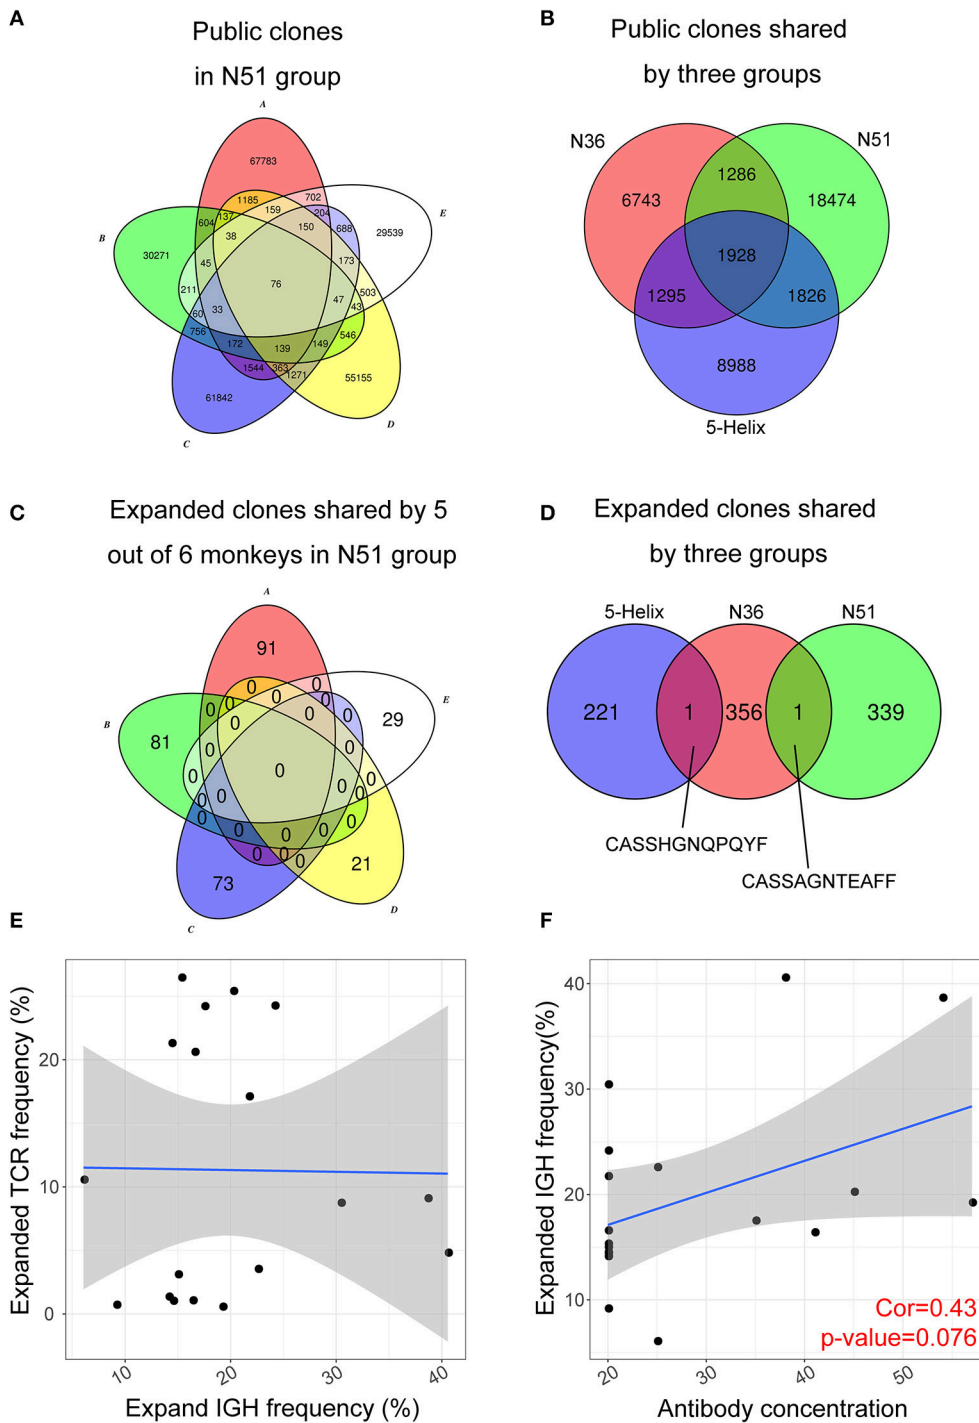 A
Public clones
in N51 group
A
67783
1185
702
159
204
E
604
137
150
688
29539
B
38
30271
45
173
76
211
503
47
43
60
33
756
546
172
139
149
1544
363
1271
55155
61842
D
C
B
Public clones shared
by three groups
N36
N51
1286
6743
18474
1928
1295
1826
8988
5-Helix
C
Expanded clones shared by 5
out of 6 monkeys in N51 group
A
91
0 0 0 0 0
E
0 0 0 0
29
B
81
0 0
0
0 0
0 0
0 0
0 0
0 0 0
0 0 0
73
21
D
C
D
Expanded clones shared
by three groups
5-Helix N36 N51
221 1 356 1 339
CASSHGNQPQYF
CASSAGNTEAFF
E
Expanded TCR frequency (%)
20
10
0
10 20 30 40
Expand IGH frequency (%)
F
Expanded IGH frequency(%)
40
30
20
10
Cor=0.43
p-value=0.076
20 30 40 50
Antibody concentration